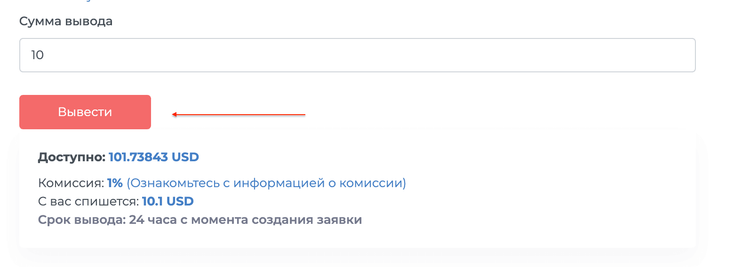 Сумма вывода
10
Вывести
Доступно: 101.73843 USD
Комиссия: 1% (Ознакомьтесь с информацией о комиссии)
С вас спишется: 10.1 USD
Срок вывода: 24 часа с момента создания заявки